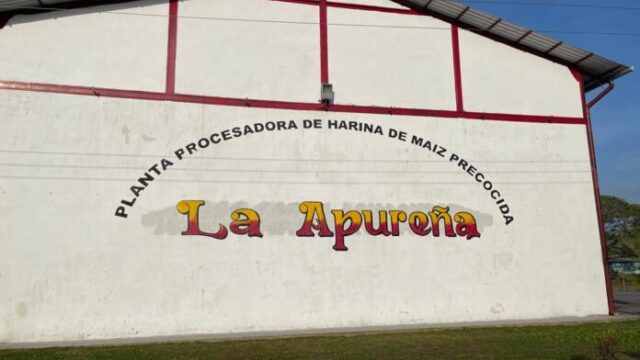 PLANTA PROCESADORA DE HARINA DE MAIZ PRECOCIDA
La Apureña